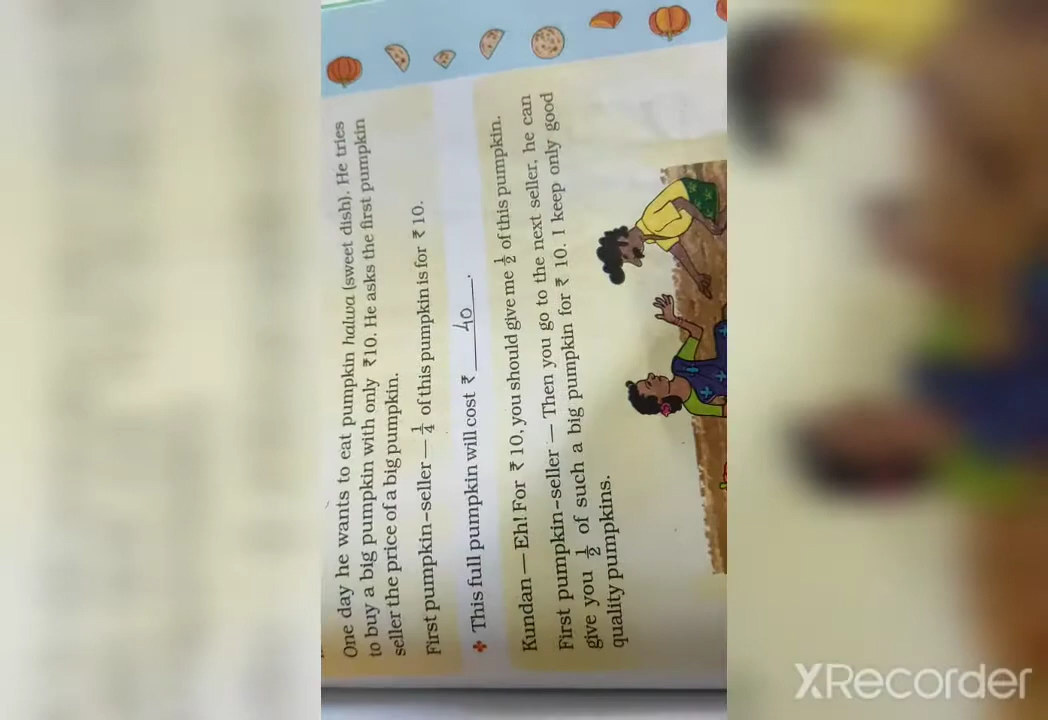 One day he wants to eat pumpkin halwa (sweet dish). He tries
to buy a big pumpkin with only ₹10. He asks the first pumpkin
seller the price of a big pumpkin.
First pumpkin-seller — 1/4 of this pumpkin is for ₹ 10.
✤ This full pumpkin will cost ₹ 40.
Kundan — Eh! For ₹ 10, you should give me 1/2 of this pumpkin.
First pumpkin-seller — Then you go to the next seller, he can
give you 1/2 of such a big pumpkin for ₹ 10. I keep only good
quality pumpkins.
XRecorder